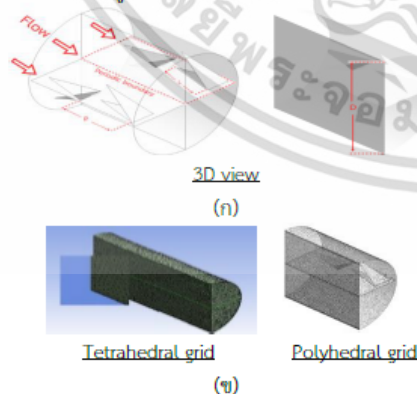 Flow
Periodic boundary
D
3D view
(ก)
Tetrahedral grid
Polyhedral grid
(ข)